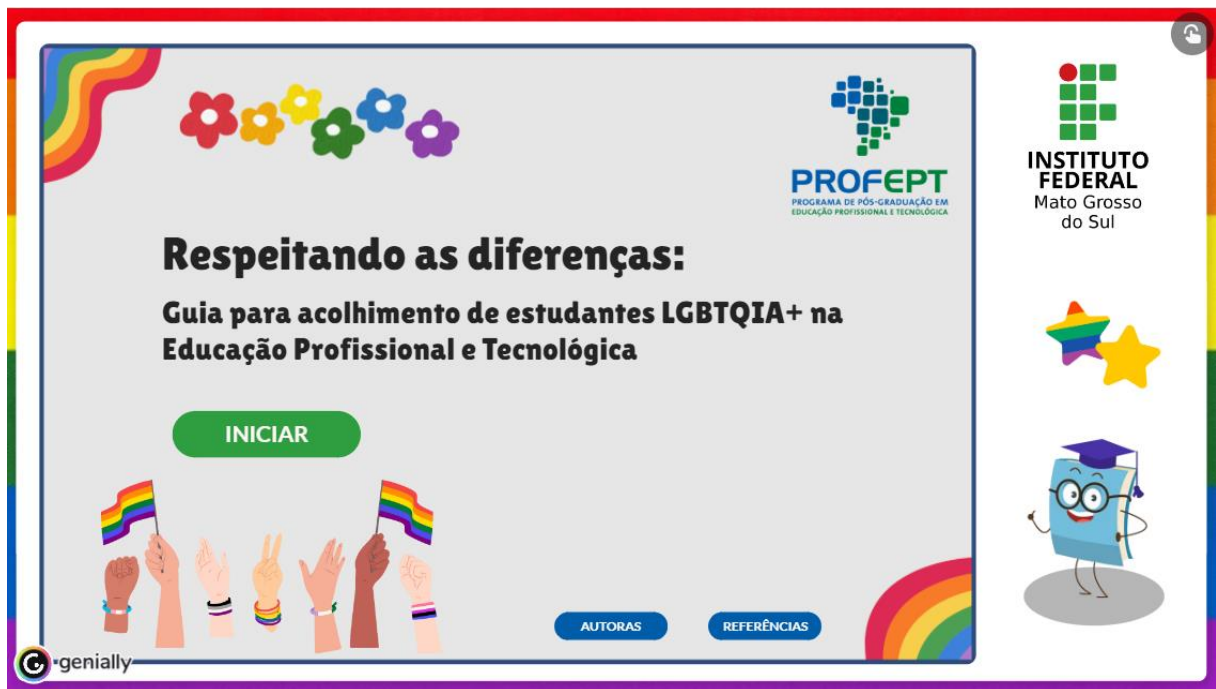 PROFEPT
PROGRAMA DE PÓS-GRADUAÇÃO EM
EDUCAÇÃO PROFISSIONAL E TECNOLÓGICA
Respeitando as diferenças:
Guia para acolhimento de estudantes LGBTQIA+ na
Educação Profissional e Tecnológica
INICIAR
AUTORAS
REFERÊNCIAS
INSTITUTO
FEDERAL
Mato Grosso
do Sul
genially